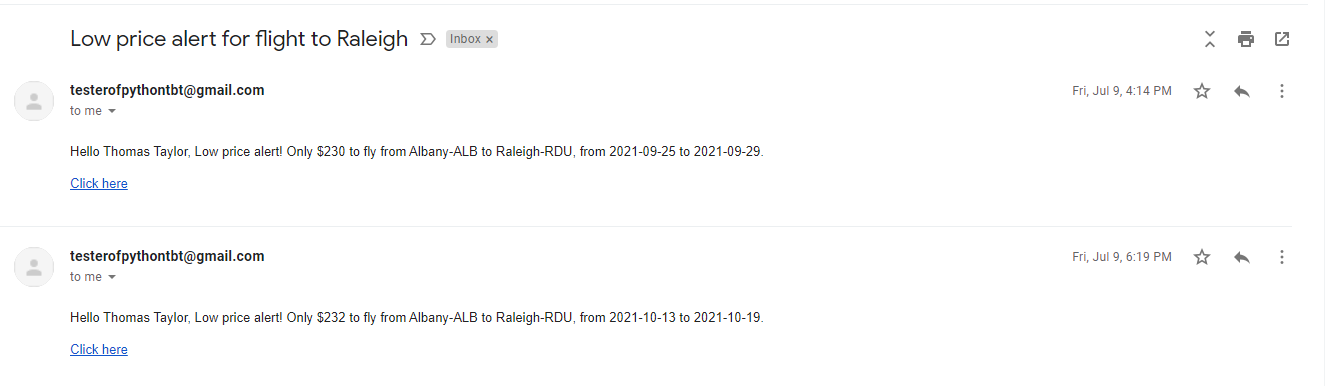 Low price alert for flight to Raleigh Inbox ×
testerofpythontbt@gmail.com Fri, Jul 9, 4:14 PM
to me
Hello Thomas Taylor, Low price alert! Only $230 to fly from Albany-ALB to Raleigh-RDU, from 2021-09-25 to 2021-09-29.
Click here
testerofpythontbt@gmail.com Fri, Jul 9, 6:19 PM
to me
Hello Thomas Taylor, Low price alert! Only $232 to fly from Albany-ALB to Raleigh-RDU, from 2021-10-13 to 2021-10-19.
Click here